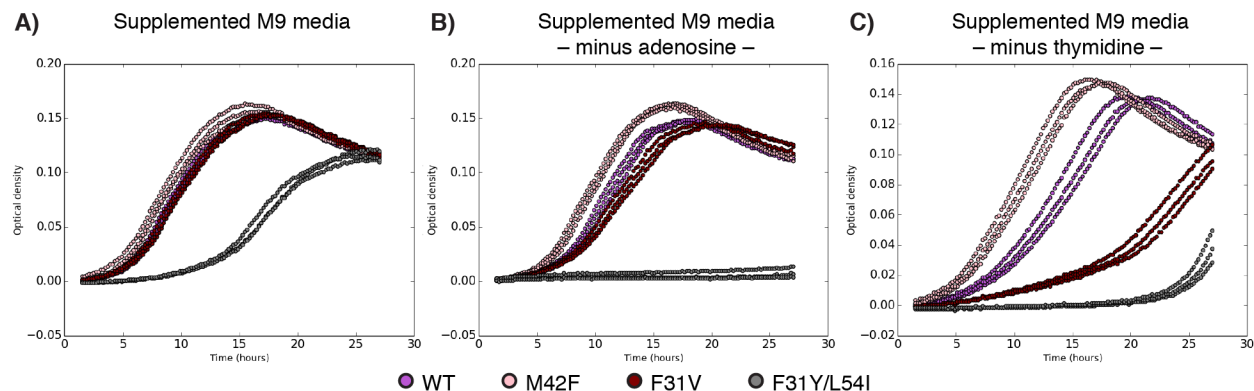 A) Supplemented M9 media
0.20
0.15
0.10
0.05
0.00
−0.05
Optical density
0 5 10 15 20 25 30
Time (hours)
B) Supplemented M9 media
– minus adenosine –
0.20
0.15
0.10
0.05
0.00
−0.05
Optical density
0 5 10 15 20 25 30
Time (hours)
C) Supplemented M9 media
– minus thymidine –
0.16
0.14
0.12
0.10
0.08
0.06
0.04
0.02
0.00
−0.02
Optical density
0 5 10 15 20 25 30
Time (hours)
WT M42F F31V F31Y/L54I